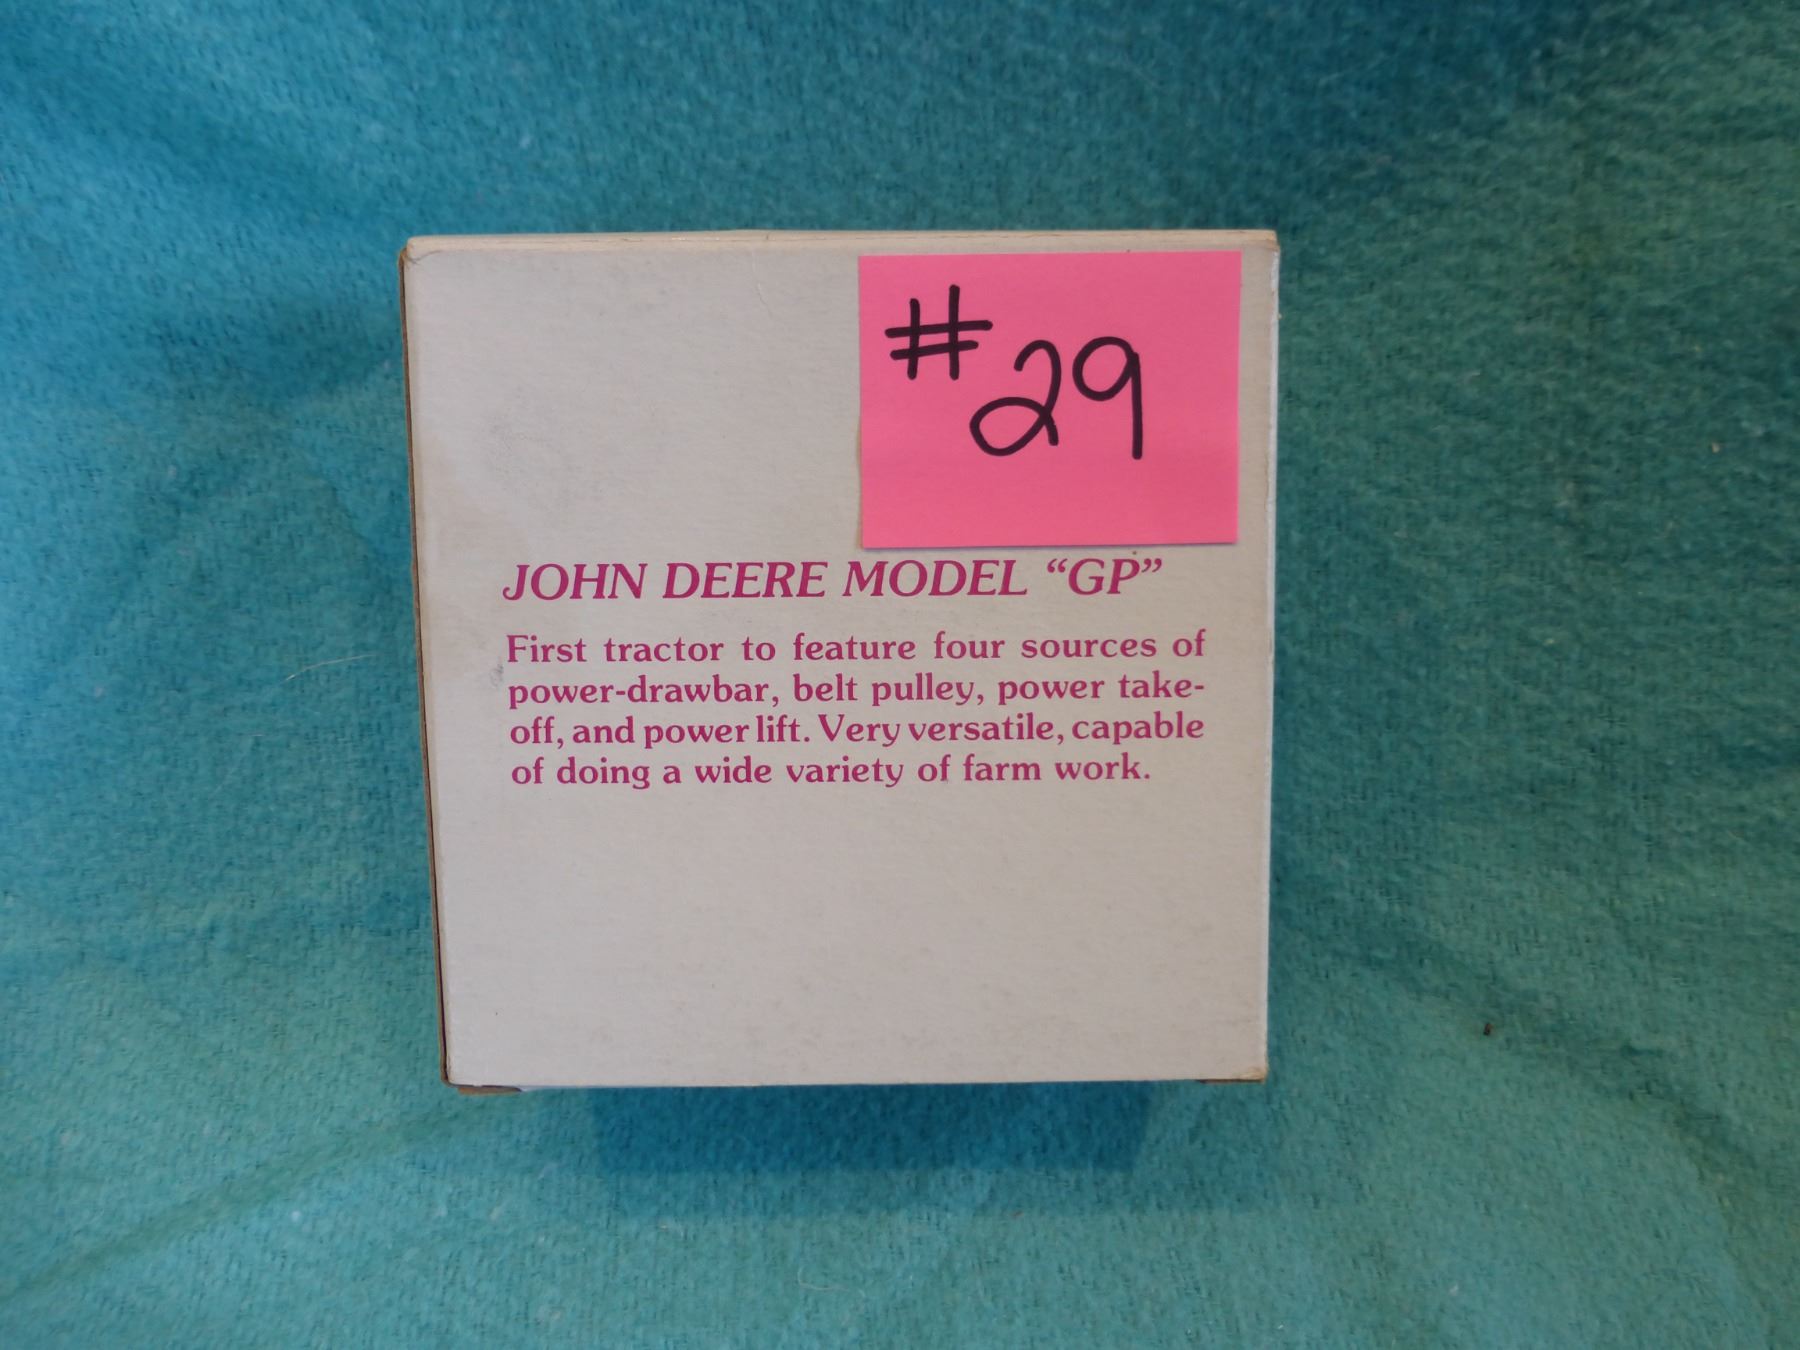 #29
JOHN DEERE MODEL “GP”
First tractor to feature four sources of
power-drawbar, belt pulley, power take-
off, and power lift. Very versatile, capable
of doing a wide variety of farm work.